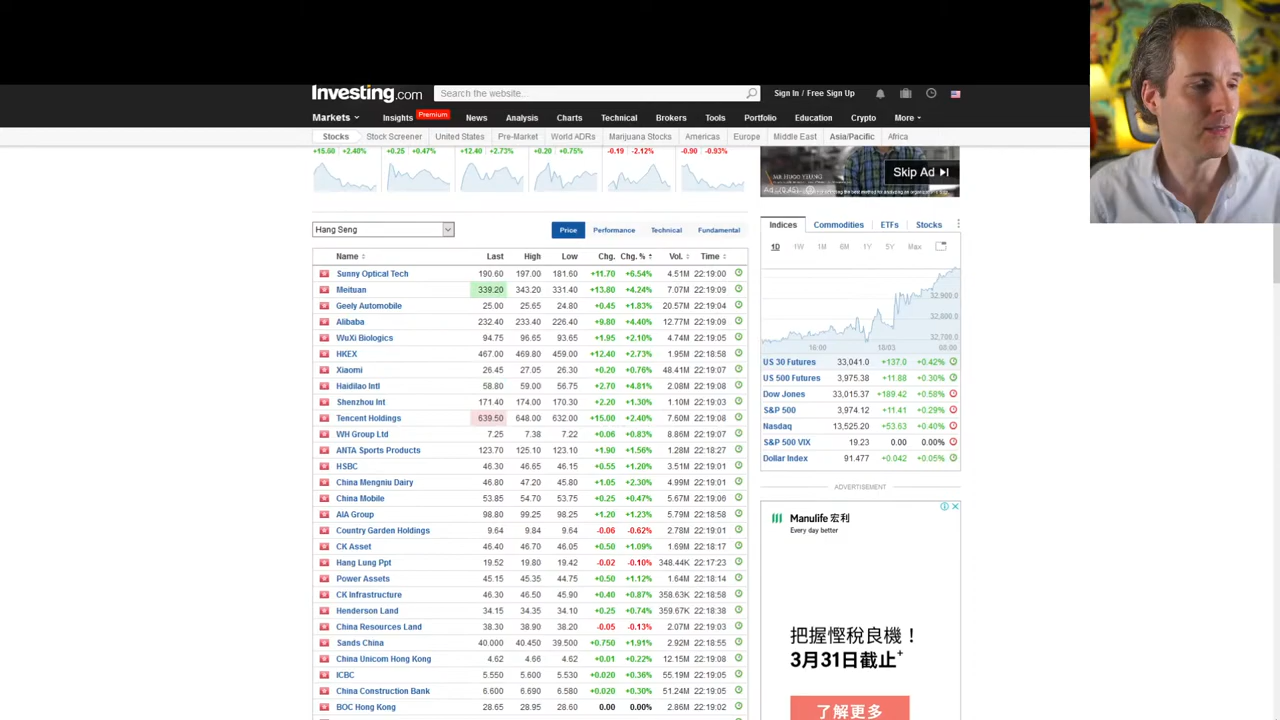 Investing.com
Search the website...
Sign In / Free Sign Up
Markets
Insights
Premium
News
Analysis
Charts
Technical
Brokers
Tools
Portfolio
Education
Crypto
More
Stocks
Stock Screener
United States
Pre-Market
World ADRs
Marijuana Stocks
Americas
Europe
Middle East
Asia/Pacific
Africa
+15.60 +2.40%
+0.25 +0.47%
+12.40 +2.73%
+0.20 +0.75%
-0.19 -2.12%
-0.90 -0.83%
MR HUGO YEUNG
Skip Ad
Hang Seng
Price
Performance
Technical
Fundamental
Name Last High Low Chg. Chg. % Vol. Time
Sunny Optical Tech 190.60 197.00 181.60 +11.70 +6.54% 4.51M 22:19:00
Meituan 339.20 343.20 331.40 +13.80 +4.24% 7.07M 22:19:09
Geely Automobile 25.00 25.65 24.80 +0.45 +1.83% 20.57M 22:19:04
Alibaba 232.40 233.40 226.40 +9.80 +4.40% 12.77M 22:19:09
WuXi Biologics 94.75 96.65 93.65 +1.95 +2.10% 4.74M 22:19:05
HKEX 467.00 469.80 459.00 +12.40 +2.73% 1.95M 22:18:58
Xiaomi 26.45 27.05 26.30 +0.20 +0.76% 48.41M 22:19:07
Haidilao Intl 58.80 59.00 56.75 +2.70 +4.81% 2.08M 22:19:08
Shenzhou Int 171.40 174.00 170.30 +2.20 +1.30% 1.10M 22:19:03
Tencent Holdings 639.50 648.00 632.00 +15.00 +2.40% 7.60M 22:19:08
WH Group Ltd 7.25 7.38 7.22 +0.06 +0.83% 8.86M 22:19:07
ANTA Sports Products 123.70 125.10 123.10 +1.90 +1.56% 1.28M 22:18:27
HSBC 46.30 46.65 46.15 +0.55 +1.20% 3.51M 22:19:01
China Mengniu Dairy 46.80 47.20 45.80 +1.05 +2.30% 4.99M 22:19:01
China Mobile 53.85 54.70 53.75 +0.25 +0.47% 5.67M 22:19:06
AIA Group 98.80 99.25 98.25 +1.20 +1.23% 5.79M 22:18:59
Country Garden Holdings 9.64 9.84 9.64 -0.06 -0.62% 2.78M 22:19:01
CK Asset 46.40 46.70 46.05 +0.50 +1.09% 1.69M 22:18:17
Hang Lung Ppt 19.52 19.80 19.42 -0.02 -0.10% 348.44K 22:17:23
Power Assets 45.15 45.35 44.75 +0.50 +1.12% 1.64M 22:18:14
CK Infrastructure 46.30 46.50 45.90 +0.40 +0.87% 358.63K 22:18:58
Henderson Land 34.15 34.35 34.10 +0.25 +0.74% 359.67K 22:18:38
China Resources Land 38.30 38.90 38.20 -0.05 -0.13% 2.07M 22:19:03
Sands China 40.000 40.450 39.500 +0.750 +1.91% 2.92M 22:18:55
China Unicom Hong Kong 4.62 4.66 4.62 +0.01 +0.22% 12.15M 22:19:08
ICBC 5.550 5.600 5.530 +0.020 +0.36% 55.19M 22:19:05
China Construction Bank 6.600 6.690 6.580 +0.020 +0.30% 51.24M 22:19:05
BOC Hong Kong 28.65 28.95 28.60 0.00 0.00% 2.86M 22:19:02
Indices
Commodities
ETFs
Stocks
1D 1W 1M 6M 1Y 5Y Max
32,900.0
32,800.0
32,700.0
16:00 18/03 00:00
US 30 Futures 33,041.0 +137.0 +0.42%
US 500 Futures 3,975.38 +11.88 +0.30%
Dow Jones 33,015.37 +189.42 +0.58%
S&P 500 3,974.12 +11.41 +0.29%
Nasdaq 13,525.20 +53.63 +0.40%
S&P 500 VIX 19.23 0.00 0.00%
Dollar Index 91.477 +0.042 +0.05%
ADVERTISEMENT
Manulife 宏利
Every day better
把握慳稅良機！
3月31日截止+
了解更多